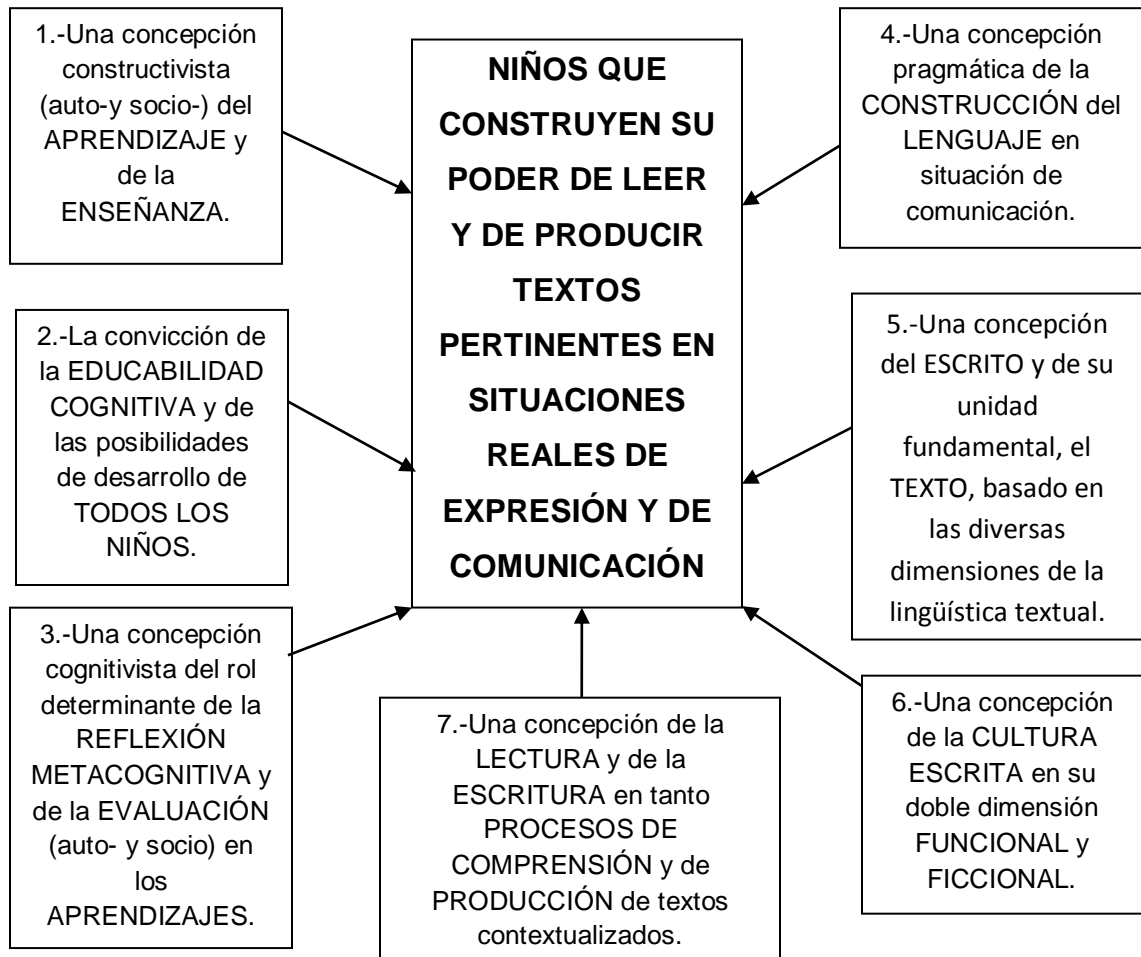 1.-Una concepción
constructivista
(auto-y socio-) del
APRENDIZAJE y
de la
ENSEÑANZA.
2.-La convicción de
la EDUCABILIDAD
COGNITIVA y de
las posibilidades
de desarrollo de
TODOS LOS
NIÑOS.
3.-Una concepción
cognitivista del rol
determinante de la
REFLEXIÓN
METACOGNITIVA y
de la EVALUACIÓN
(auto- y socio) en
los
APRENDIZAJES.
NIÑOS QUE
CONSTRUYEN SU
PODER DE LEER
Y DE PRODUCIR
TEXTOS
PERTINENTES EN
SITUACIONES
REALES DE
EXPRESIÓN Y DE
COMUNICACIÓN
7.-Una concepción de la
LECTURA y de la
ESCRITURA en tanto
PROCESOS DE
COMPRENSIÓN y de
PRODUCCIÓN de textos
contextualizados.
4.-Una concepción
pragmática de la
CONSTRUCCIÓN del
LENGUAJE en
situación de
comunicación.
5.-Una concepción
del ESCRITO y de su
unidad
fundamental, el
TEXTO, basado en
las diversas
dimensiones de la
lingüística textual.
6.-Una concepción
de la CULTURA
ESCRITA en su
doble dimensión
FUNCIONAL y
FICCIONAL.